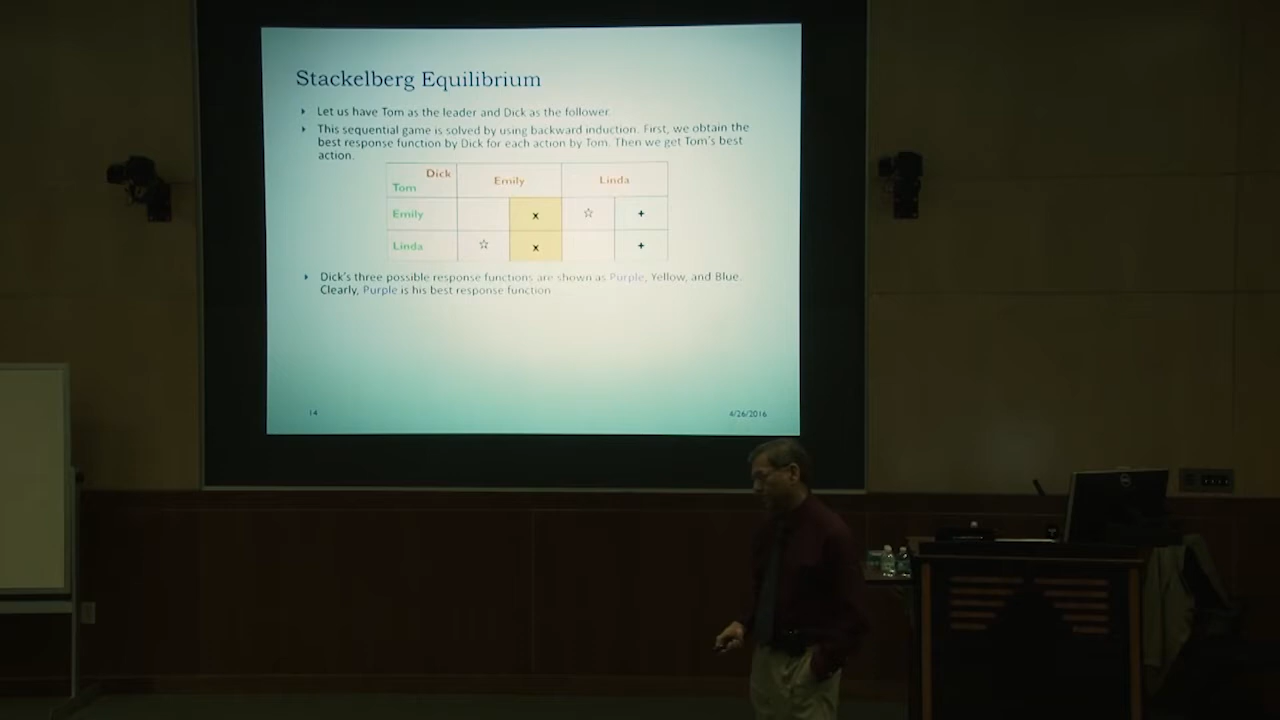 Stackelberg Equilibrium
Let us have Tom as the leader and Dick as the follower.
This sequential game is solved by using backward induction. First, we obtain the
best response function by Dick for each action by Tom. Then we get Tom's best
action.
Dick Emily Linda
Tom
Emily x ☆ +
Linda ☆ x +
Dick's three possible response functions are shown as Purple, Yellow, and Blue.
Clearly, Purple is his best response function
14 4/26/2016